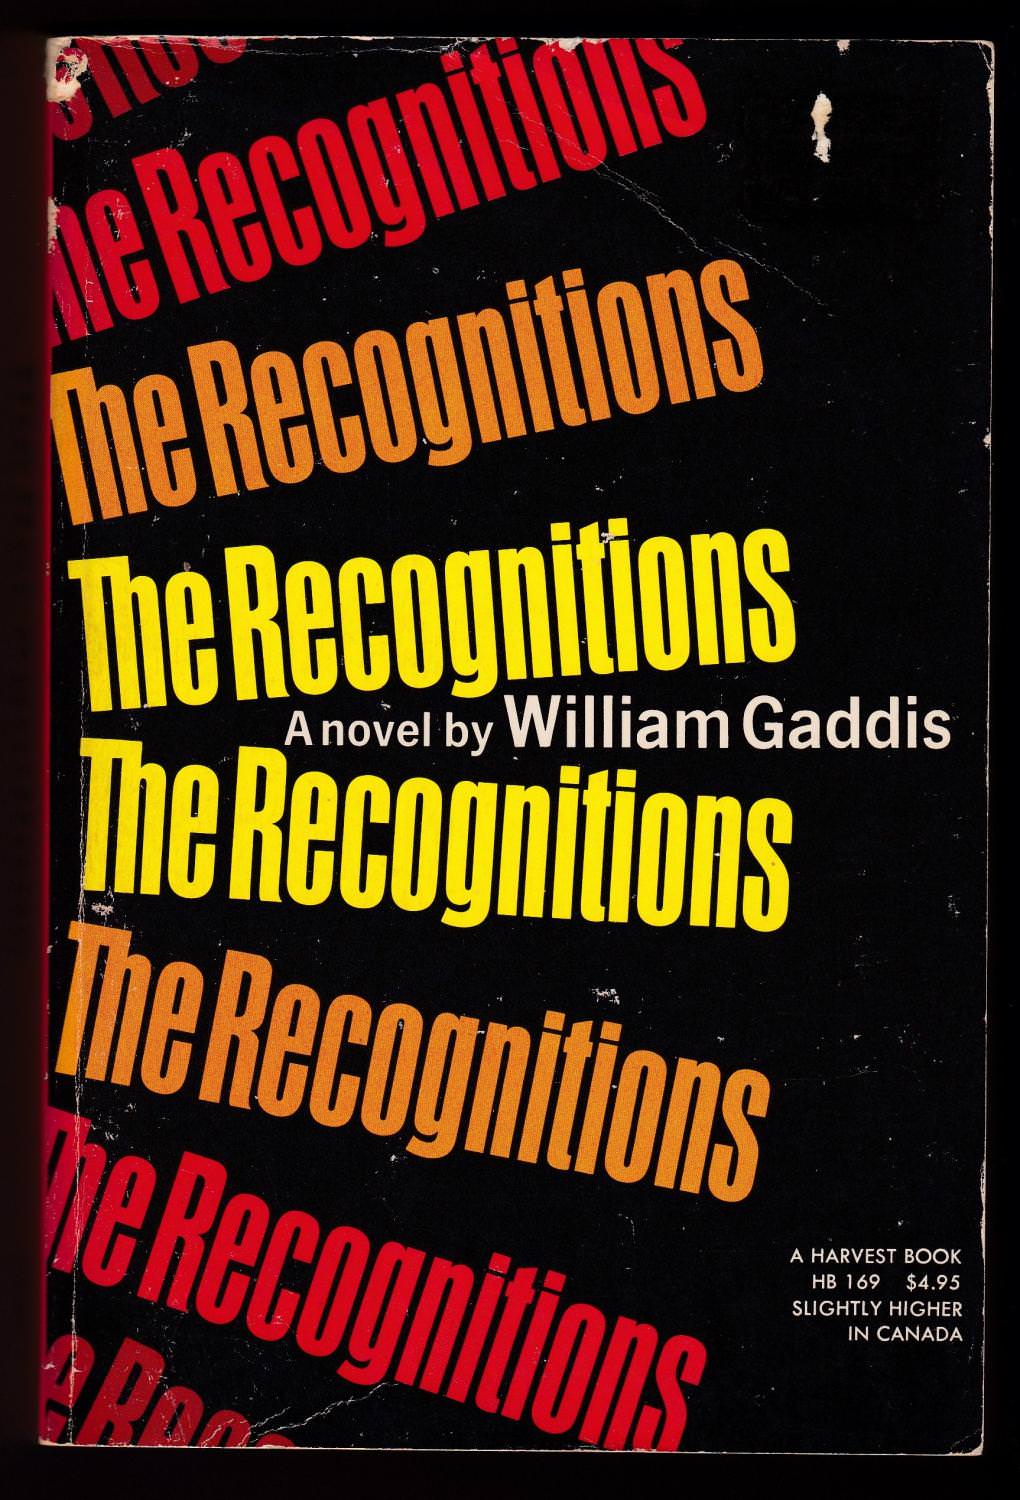 The Recognitions
The Recognitions
The Recognitions
A novel by William Gaddis
The Recognitions
The Recognitions
The Recognitions
A HARVEST BOOK
HB 169 $4.95
SLIGHTLY HIGHER
IN CANADA